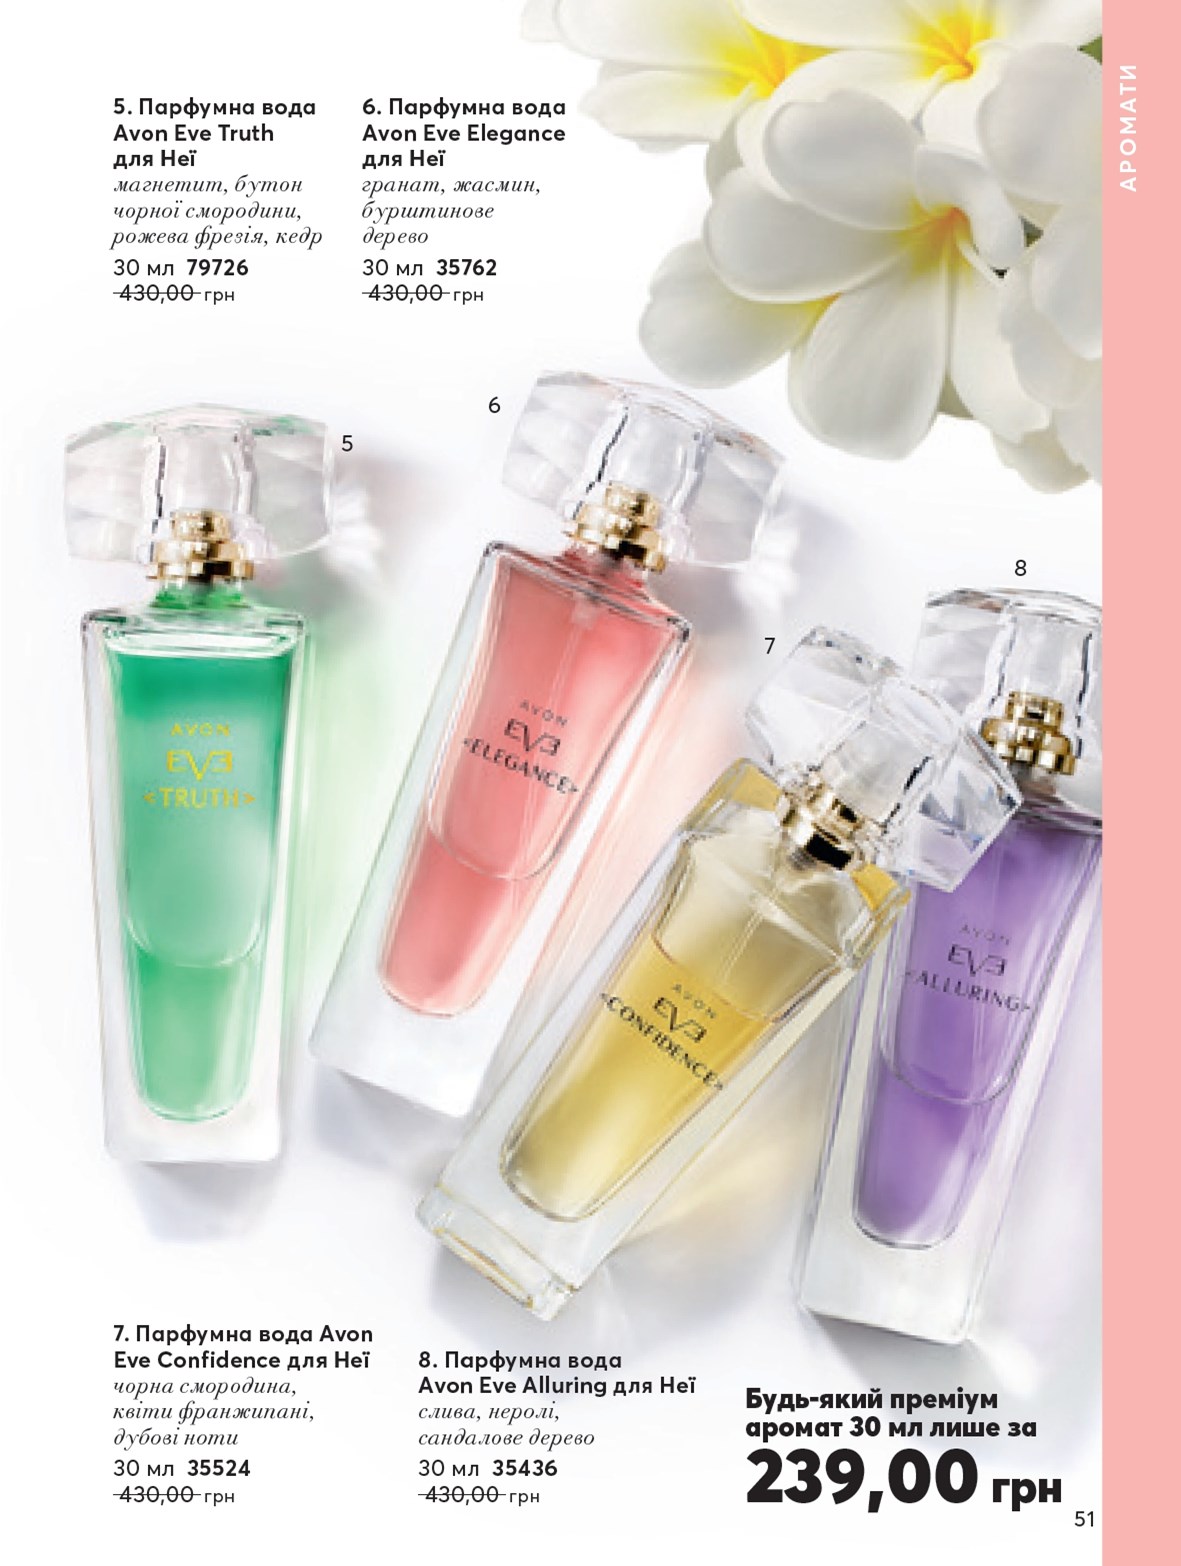 АРОМАТИ
5. Парфумна вода
Avon Eve Truth
для Неї
магнетит, бутон
чорної смородини,
рожева фрезія, кедр
30 мл 79726
430,00 грн
6. Парфумна вода
Avon Eve Elegance
для Неї
гранат, жасмин,
бурштинове
дерево
30 мл 35762
430,00 грн
5
6
7
8
AVON
EVE
<TRUTH>
AVON
EVE
<ELEGANCE>
AVON
EVE
<CONFIDENCE>
AVON
EVE
<ALLURING>
7. Парфумна вода Avon
Eve Confidence для Неї
чорна смородина,
квіти франжипані,
дубові ноти
30 мл 35524
430,00 грн
8. Парфумна вода
Avon Eve Alluring для Неї
слива, неролі,
сандалове дерево
30 мл 35436
430,00 грн
Будь-який преміум
аромат 30 мл лише за
239,00 грн
51